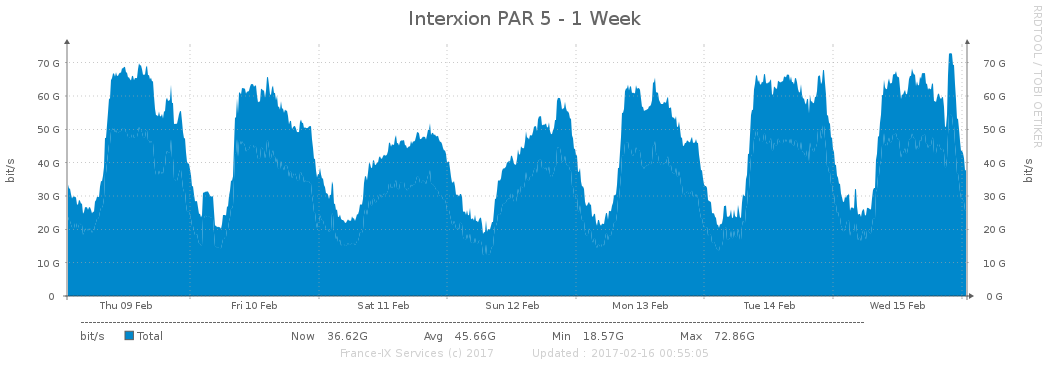 Interxion PAR 5 - 1 Week
RRDTOOL / TOBI OETIKER
bit/s
bit/s
70 G 70 G
60 G 60 G
50 G 50 G
40 G 40 G
30 G 30 G
20 G 20 G
10 G 10 G
0 0 G
Thu 09 Feb Fri 10 Feb Sat 11 Feb Sun 12 Feb Mon 13 Feb Tue 14 Feb Wed 15 Feb
bit/s Total Now 36.62G Avg 45.66G Min 18.57G Max 72.86G
France-IX Services (c) 2017 Updated : 2017-02-16 00:55:05